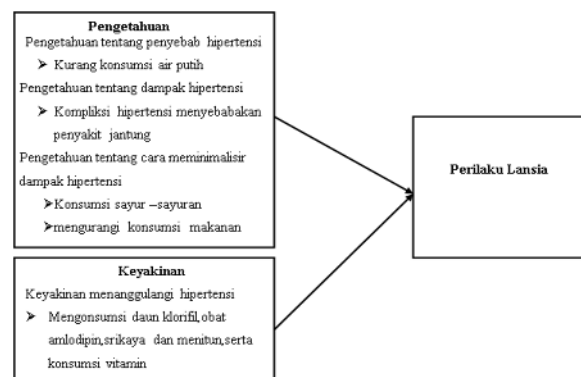 Pengetahuan
Pengetahuan tentang penyebab hipertensi
➤ Kurang konsumsi air putih
Pengetahuan tentang dampak hipertensi
➤ Kompliksi hipertensi menyebabakan
penyakit jantung
Pengetahuan tentang cara meminimalisir
dampak hipertensi
➤Konsumsi sayur –sayuran
➤mengurangi konsumsi makanan
Perilaku Lansia
Keyakinan
Keyakinan menanggulangi hipertensi
➤ Mengonsumsi daun klorifil,obat
amlodipin,srikaya dan menitun,serta
konsumsi vitamin